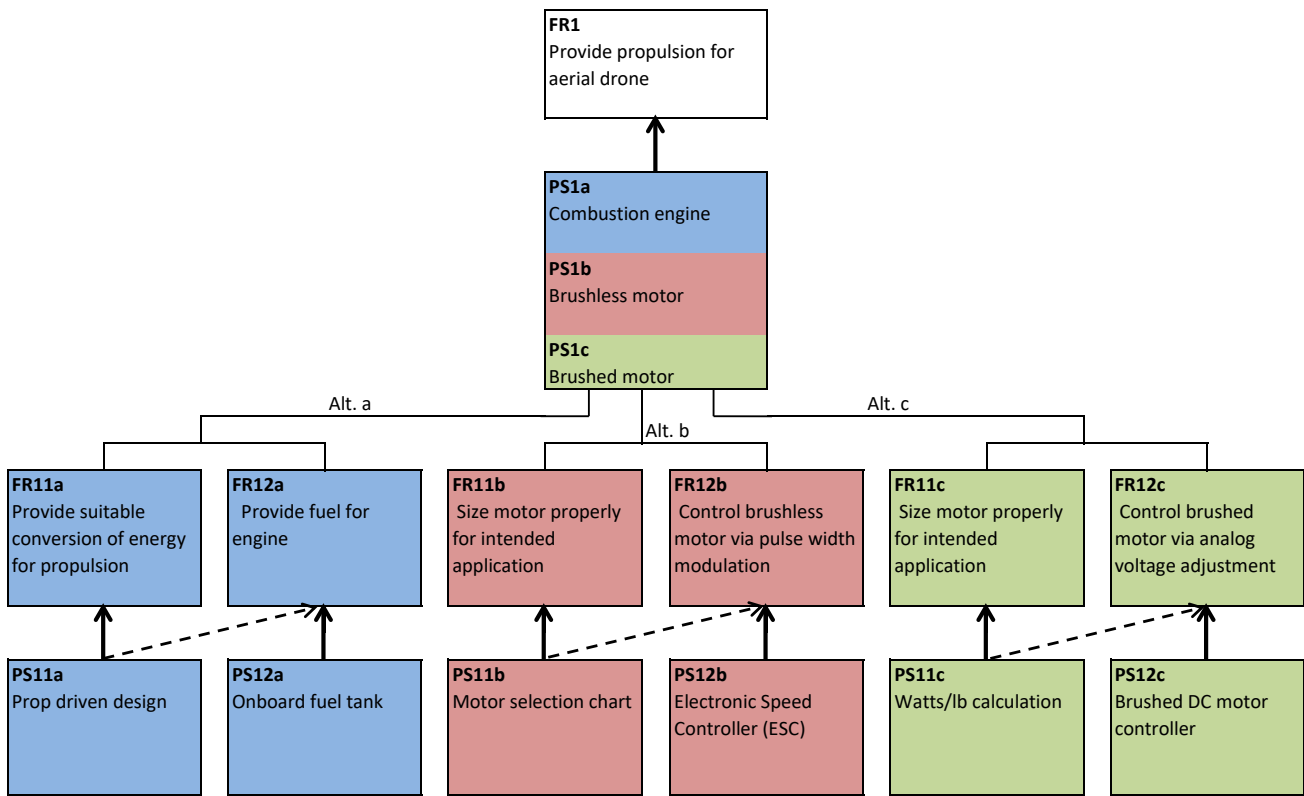 FR1
Provide propulsion for
aerial drone
PS1a
Combustion engine
PS1b
Brushless motor
PS1c
Brushed motor
Alt. a
Alt. b
Alt. c
FR11a
Provide suitable
conversion of energy
for propulsion
FR12a
Provide fuel for
engine
FR11b
Size motor properly
for intended
application
FR12b
Control brushless
motor via pulse width
modulation
FR11c
Size motor properly
for intended
application
FR12c
Control brushed
motor via analog
voltage adjustment
PS11a
Prop driven design
PS12a
Onboard fuel tank
PS11b
Motor selection chart
PS12b
Electronic Speed
Controller (ESC)
PS11c
Watts/lb calculation
PS12c
Brushed DC motor
controller